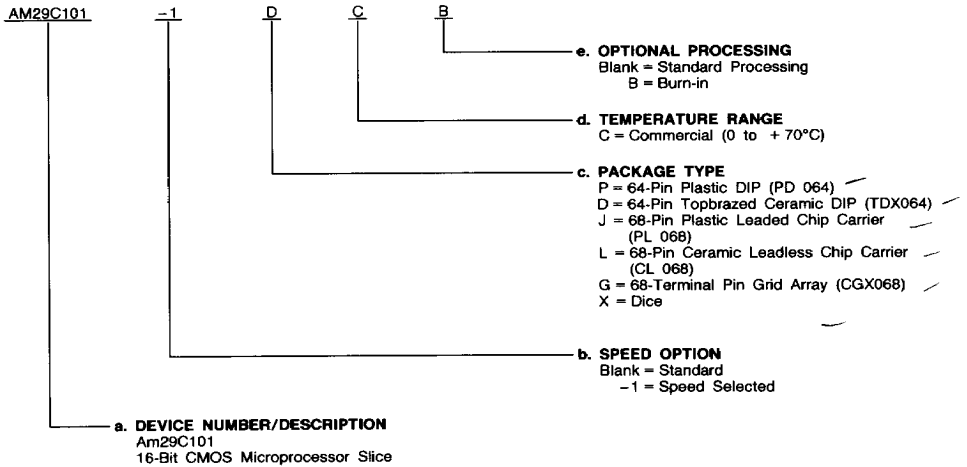 AM29C101 -1 D C B
e. OPTIONAL PROCESSING
Blank = Standard Processing
B = Burn-in
d. TEMPERATURE RANGE
C = Commercial (0 to + 70°C)
c. PACKAGE TYPE
P = 64-Pin Plastic DIP (PD 064)
D = 64-Pin Topbrazed Ceramic DIP (TDX064)
J = 68-Pin Plastic Leaded Chip Carrier
(PL 068)
L = 68-Pin Ceramic Leadless Chip Carrier
(CL 068)
G = 68-Terminal Pin Grid Array (CGX068)
X = Dice
b. SPEED OPTION
Blank = Standard
-1 = Speed Selected
a. DEVICE NUMBER/DESCRIPTION
Am29C101
16-Bit CMOS Microprocessor Slice